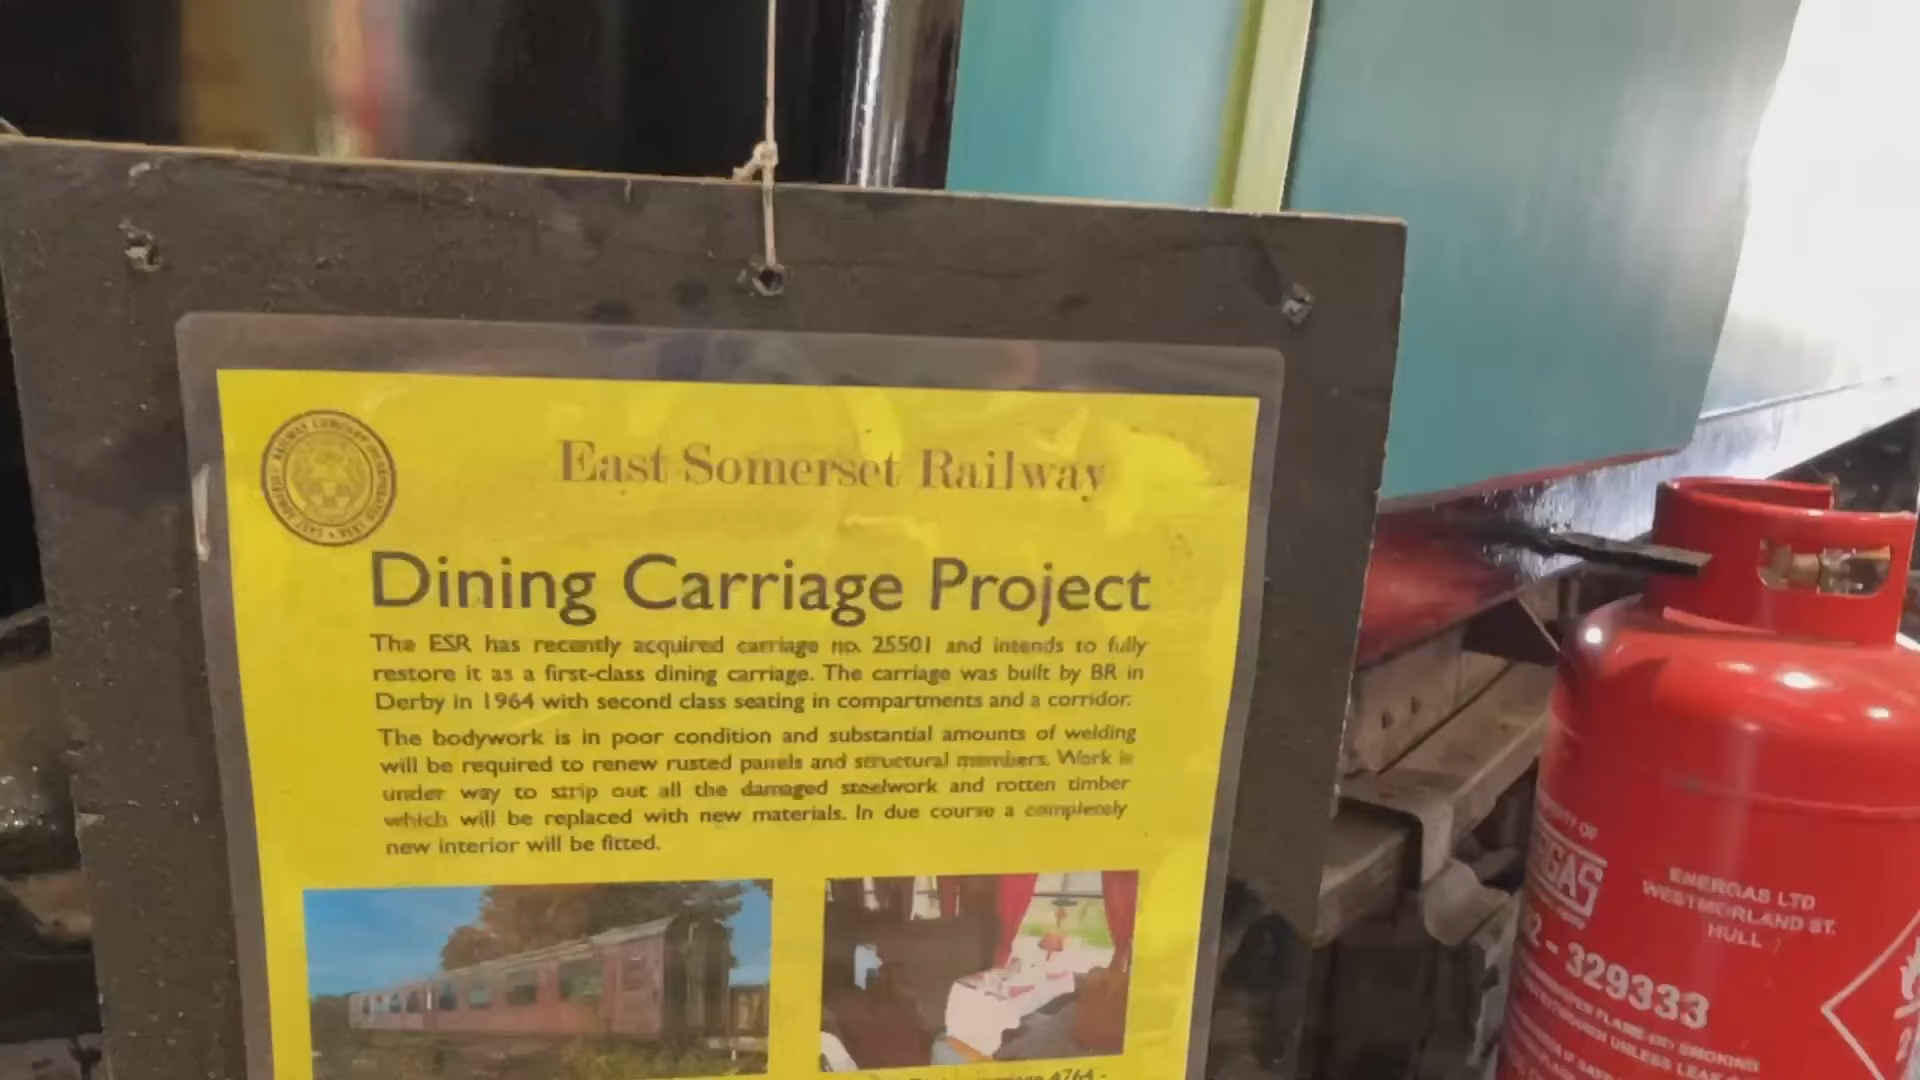 East Somerset Railway
Dining Carriage Project
The ESR has recently acquired carriage no. 25501 and intends to fully
restore it as a first-class dining carriage. The carriage was built by BR in
Derby in 1964 with second class seating in compartments and a corridor.
The bodywork is in poor condition and substantial amounts of welding
will be required to renew rusted panels and structural members. Work is
under way to strip out all the damaged steelwork and rotten timber
which will be replaced with new materials. In due course a completely
new interior will be fitted.
carriage 4764 -
OF
ENERGAS LTD
WESTMORLAND ST.
HULL
329333